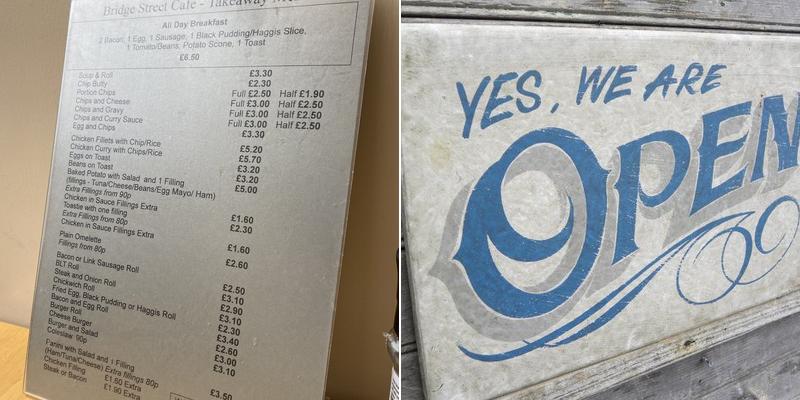 Bridge Street Cafe - Takeaway
All Day Breakfast
2 Bacon, 1 Egg, 1 Sausage, 1 Black Pudding/Haggis Slice,
1 Tomato/Beans, Potato Scone, 1 Toast
£6.50
Soup & Roll £3.30
Chip Butty £2.30
Portion Chips Full £2.50 Half £1.90
Chips and Cheese Full £3.00 Half £2.50
Chips and Gravy Full £3.00 Half £2.50
Chips and Curry Sauce Full £3.00 Half £2.50
Egg and Chips £3.30
Chicken Fillets with Chip/Rice £5.20
Chicken Curry with Chips/Rice £5.70
Eggs on Toast £3.20
Beans on Toast £3.20
Baked Potato with Salad and 1 Filling £5.00
(fillings - Tuna/Cheese/Beans/Egg Mayo/ Ham)
Extra Fillings from 90p
Chicken in Sauce Fillings Extra £1.60
Toastie with one filling £2.30
Extra Fillings from 80p
Chicken in Sauce Fillings Extra £1.60
Plain Omelette £2.60
Fillings from 80p
Bacon or Link Sausage Roll £2.50
BLT Roll £3.10
Steak and Onion Roll £2.90
Chickwich Roll £3.10
Fried Egg, Black Pudding or Haggis Roll £2.30
Bacon and Egg Roll £3.40
Burger Roll £2.60
Cheese Burger £3.00
Burger and Salad £3.10
Coleslaw 90p
Panini with Salad and 1 Filling £3.50
(Ham/Tuna/Cheese) Extra fillings 80p
Chicken Filling £1.60 Extra
Steak or Bacon £1.90 Extra
YES, WE ARE
OPEN